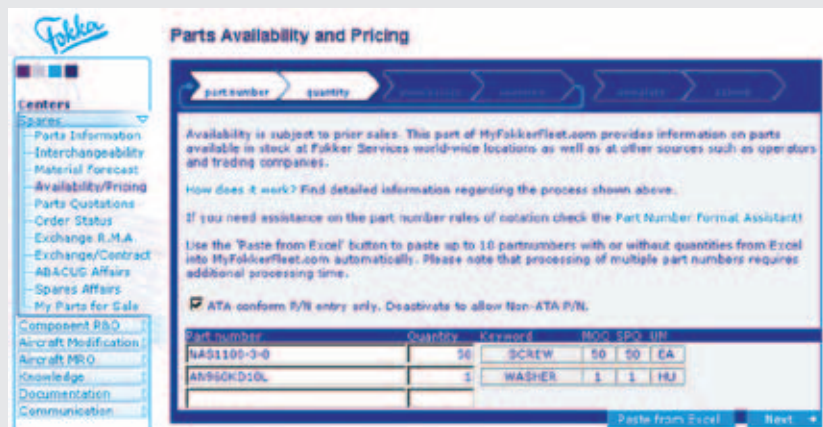 Fokker
Parts Availability and Pricing
part number
quantity
Centers
Spares
Parts Information
Interchangeability
Material Forecast
Availability/Pricing
Parts Quotations
Order Status
Exchange R.M.A
Exchange/Contract
ABACUS Affairs
Spares Affairs
My Parts for Sale
Component R&O
Aircraft Modification
Aircraft MRO
Knowledge
Documentation
Communication
Availability is subject to prior sales. This part of MyFokkerFleet.com provides information on parts
available in stock at Fokker Services world-wide locations as well as at other sources such as operators
and trading companies.
How does it work? Find detailed information regarding the process shown above.
If you need assistance on the part number rules of notation check the Part Number Format Assistant!
Use the 'Paste from Excel' button to paste up to 10 partnumbers with or without quantities from Excel
into MyFokkerFleet.com automatically. Please note that processing of multiple part numbers requires
additional processing time.
ATA conform P/N entry only. Deactivate to allow Non-ATA P/N.
Part number Quantity Keyword MOQ SPQ UM
NAS1100-3-8 50 SCREW 50 50 EA
AN960KD10L 1 WASHER 1 1 HU
Paste from Excel Next